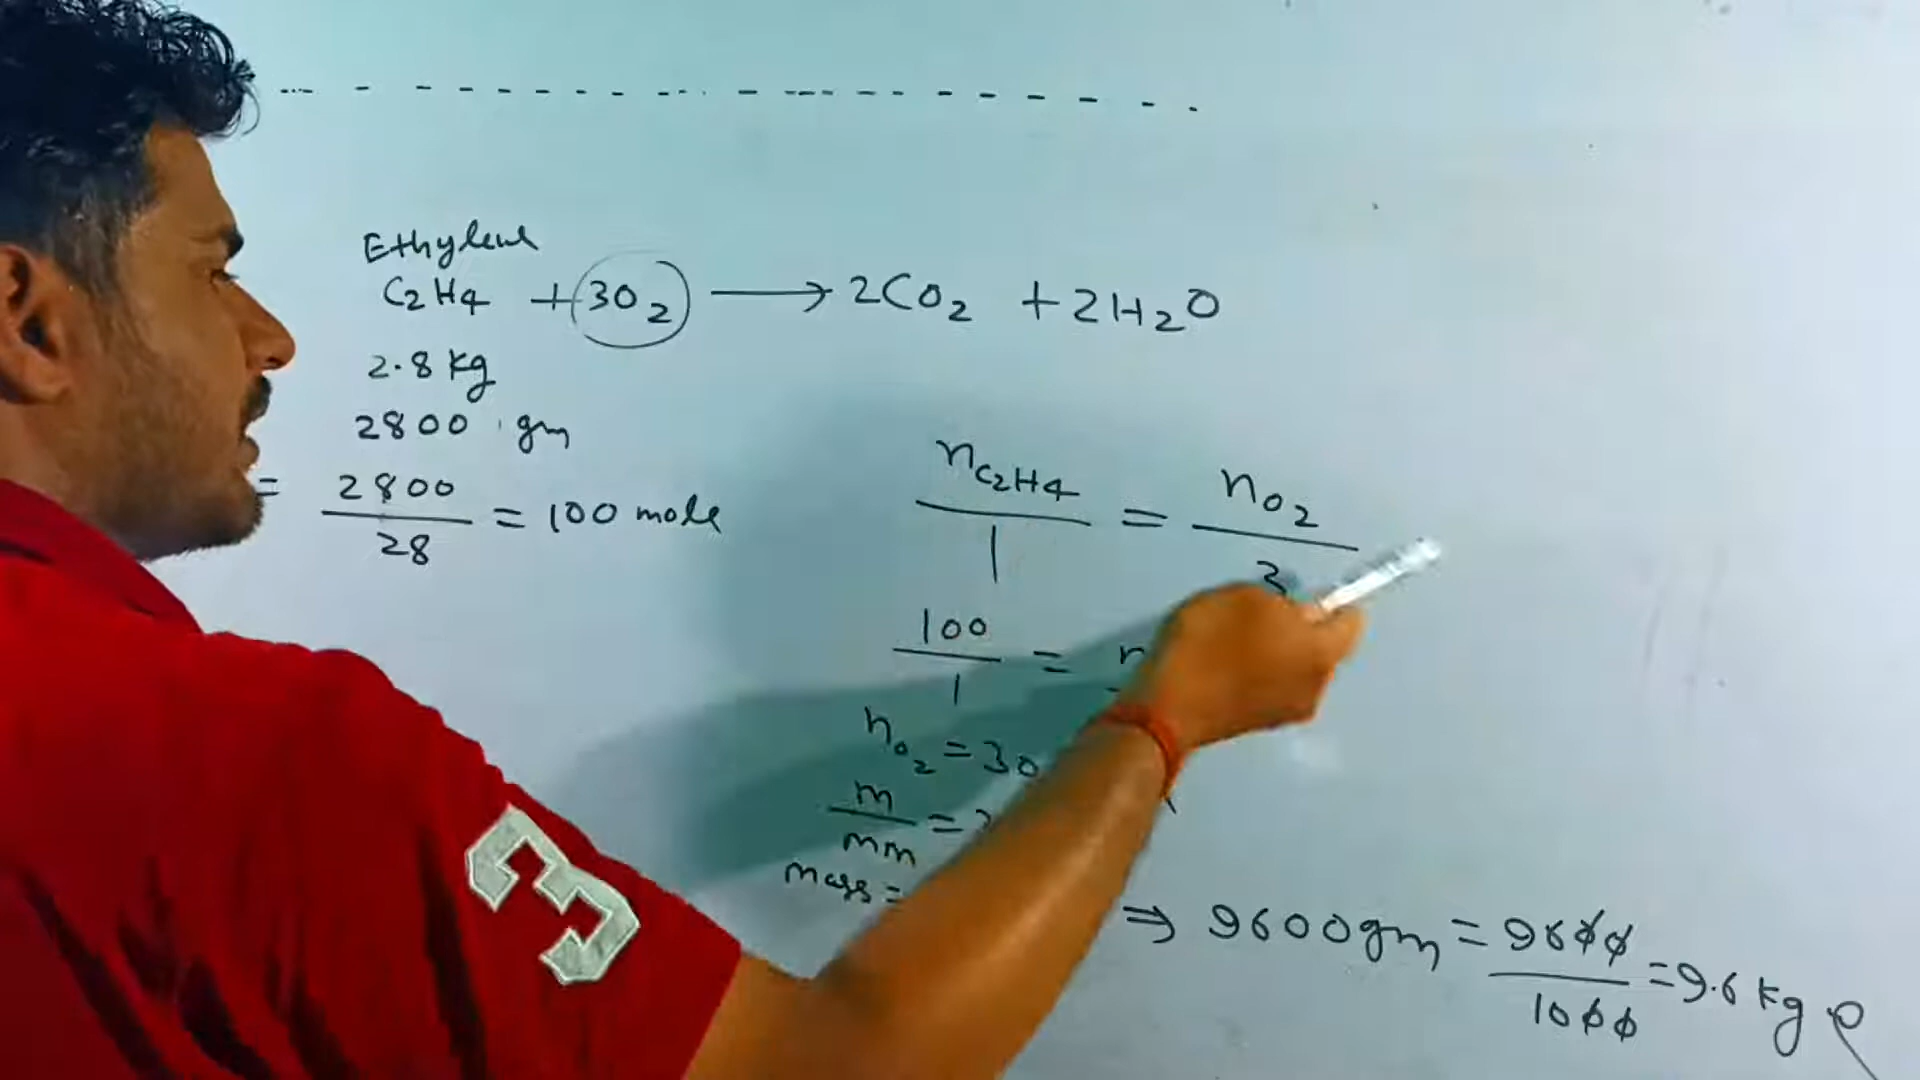 Ethylene
C2H4 + 3O2 → 2CO2 + 2H2O
2.8 kg
2800 gm
= 2800/28 = 100 mole
nC2H4/1 = nO2/3
100/1 = n
nO2 = 30
m/mm =
mass =
⇒ 9600gm = 9600/1000 = 9.6 kg
3